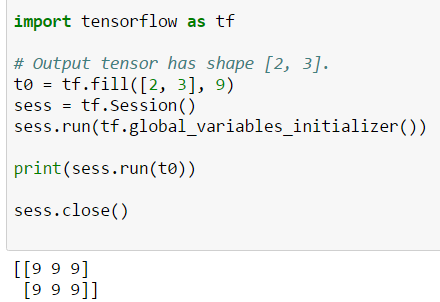 import tensorflow as tf
# Output tensor has shape [2, 3].
t0 = tf.fill([2, 3], 9)
sess = tf.Session()
sess.run(tf.global_variables_initializer())
print(sess.run(t0))
sess.close()
[[9 9 9]
 [9 9 9]]